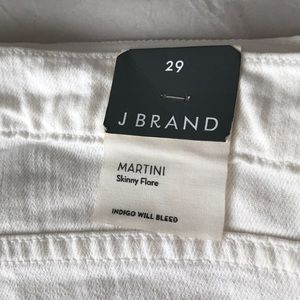 29
J BRAND
MARTINI
Skinny Flare
INDIGO WILL BLEED